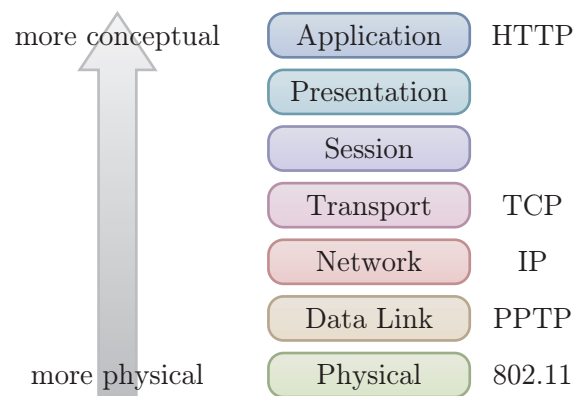 more conceptual Application HTTP
Presentation
Session
Transport TCP
Network IP
Data Link PPTP
more physical Physical 802.11